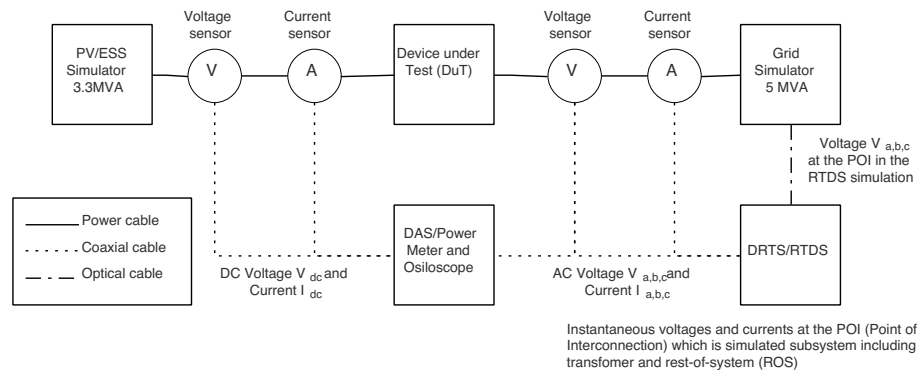 Voltage
sensor
Current
sensor
Voltage
sensor
Current
sensor
PV/ESS
Simulator
3.3MVA
V
A
Device under
Test (DuT)
V
A
Grid
Simulator
5 MVA
Voltage V a,b,c
at the POI in the
RTDS simulation
Power cable
Coaxial cable
Optical cable
DAS/Power
Meter and
Osiloscope
DRTS/RTDS
DC Voltage V dc and
Current I dc
AC Voltage V a,b,c and
Current I a,b,c
Instantaneous voltages and currents at the POI (Point of
Interconnection) which is simulated subsystem including
transfomer and rest-of-system (ROS)